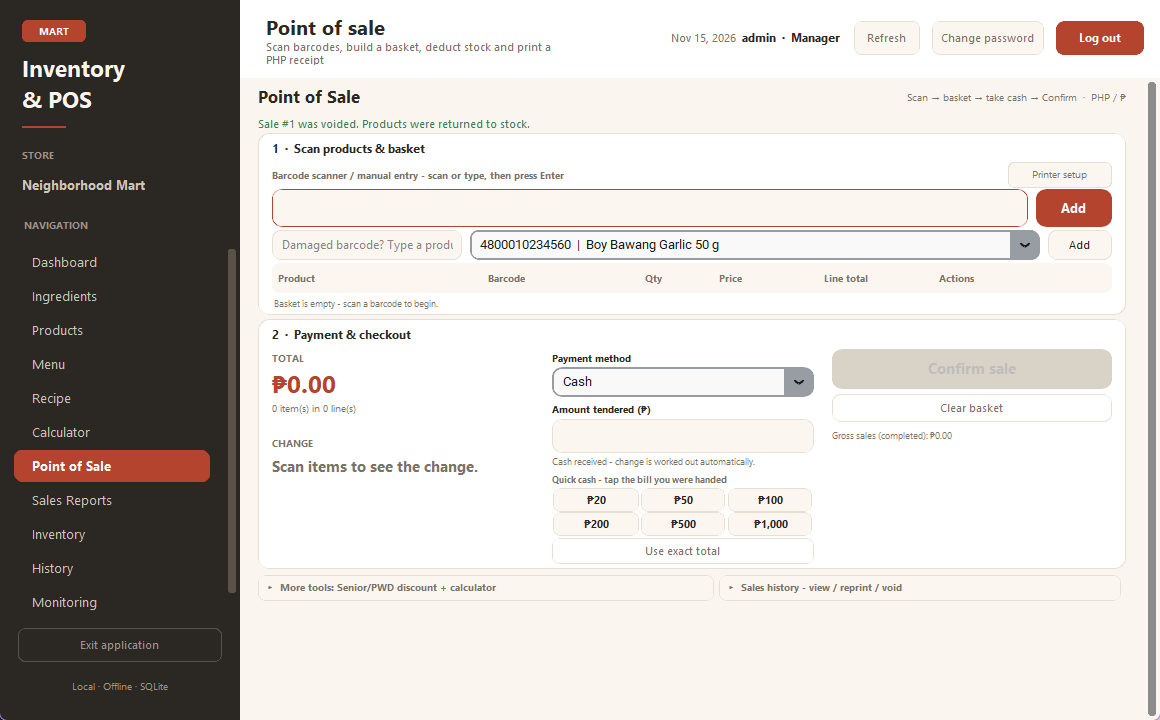 MART
Inventory
& POS
STORE
Neighborhood Mart
NAVIGATION
Dashboard
Ingredients
Products
Menu
Recipe
Calculator
Point of Sale
Sales Reports
Inventory
History
Monitoring
Exit application
Local · Offline · SQLite
Point of sale
Scan barcodes, build a basket, deduct stock and print a
PHP receipt
Nov 15, 2026 admin · Manager
Refresh
Change password
Log out
Point of Sale
Scan → basket → take cash → Confirm · PHP / ₱
Sale #1 was voided. Products were returned to stock.
1 · Scan products & basket
Barcode scanner / manual entry - scan or type, then press Enter
Printer setup
Add
Damaged barcode? Type a produ
4800010234560 | Boy Bawang Garlic 50 g
Add
Product Barcode Qty Price Line total Actions
Basket is empty - scan a barcode to begin.
2 · Payment & checkout
TOTAL
₱0.00
0 item(s) in 0 line(s)
CHANGE
Scan items to see the change.
Payment method
Cash
Amount tendered (₱)
Cash received - change is worked out automatically.
Quick cash - tap the bill you were handed
₱20 ₱50 ₱100
₱200 ₱500 ₱1,000
Use exact total
Confirm sale
Clear basket
Gross sales (completed): ₱0.00
▸ More tools: Senior/PWD discount + calculator
▸ Sales history - view / reprint / void